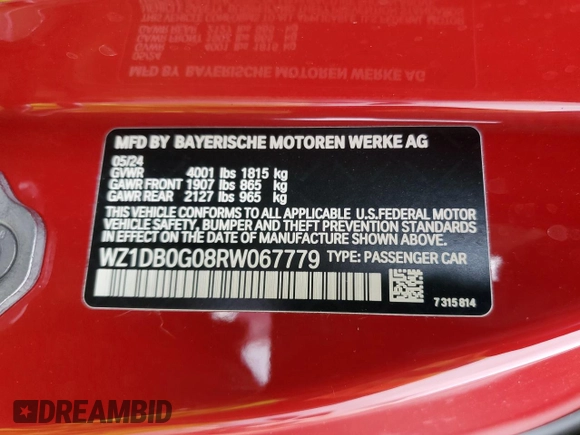 MFD BY BAYERISCHE MOTOREN WERKE AG
05/24
GVWR 4001 lbs 1815 kg
GAWR FRONT 1907 lbs 865 kg
GAWR REAR 2127 lbs 965 kg
THIS VEHICLE CONFORMS TO ALL APPLICABLE U.S.FEDERAL MOTOR
VEHICLE SAFETY, BUMPER AND THEFT PREVENTION STANDARDS IN
EFFECT ON THE DATE OF MANUFACTURE SHOWN ABOVE.
WZ1DB0G08RW067779 TYPE: PASSENGER CAR
7 315 814
DREAMBID